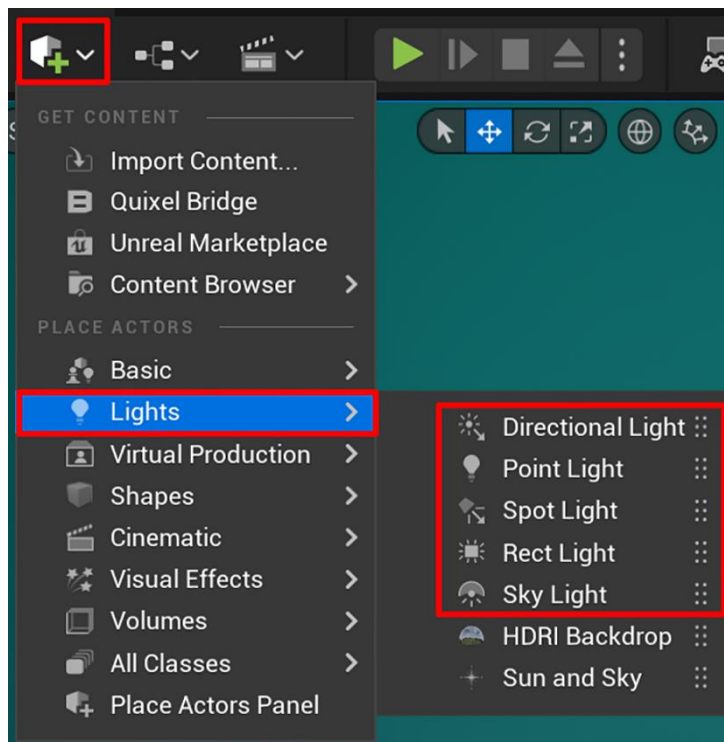 GET CONTENT
Import Content...
Quixel Bridge
Unreal Marketplace
Content Browser
PLACE ACTORS
Basic
Lights
Virtual Production
Shapes
Cinematic
Visual Effects
Volumes
All Classes
Place Actors Panel
Directional Light
Point Light
Spot Light
Rect Light
Sky Light
HDRI Backdrop
Sun and Sky